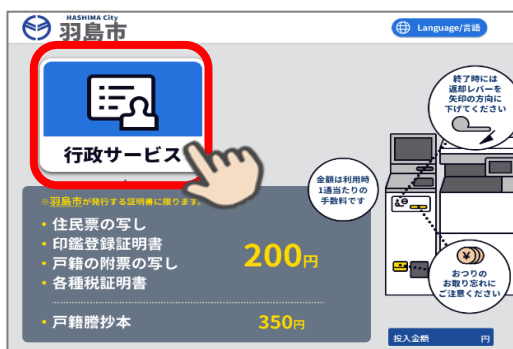 HASHIMA City
羽島市
Language/言語
行政サービス
※羽島市が発行する証明書に限ります。
・住民票の写し
・印鑑登録証明書
・戸籍の附票の写し
・各種税証明書
200円
・戸籍謄抄本
350円
金額は利用時
1通当たりの
手数料です
終了時には
返却レバーを
矢印の方向に
下げてください
おつりの
お取り忘れに
ご注意ください
投入金額 円